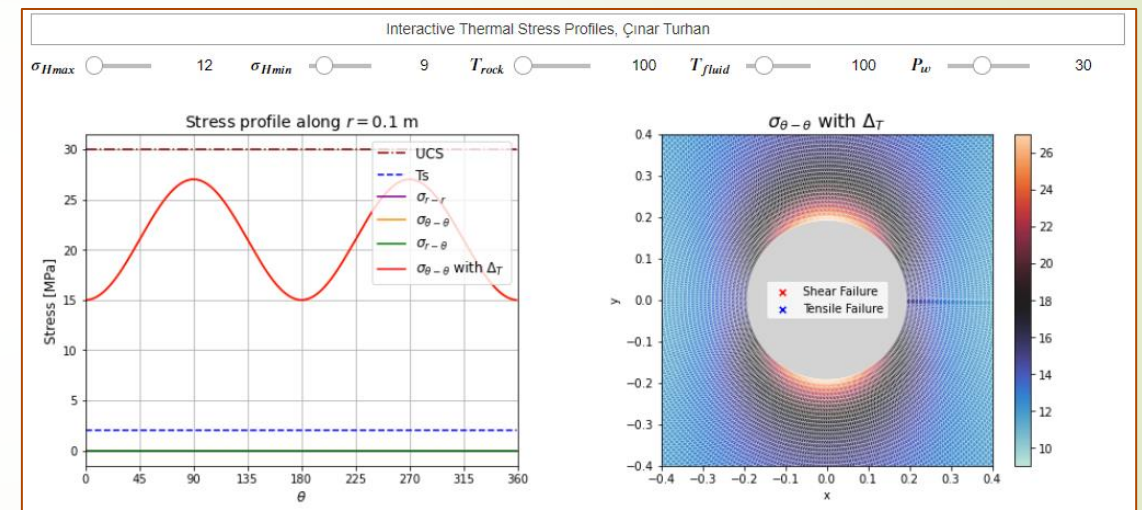 Interactive Thermal Stress Profiles, Çınar Turhan
σHmax 12 σHmin 9 Trock 100 Tfluid 100 Pw 30
Stress profile along r = 0.1 m
Stress [MPa]
30
25
20
15
10
5
0
0 45 90 135 180 225 270 315 360
θ
UCS
Ts
σr−r
σθ−θ
σr−θ
σθ−θ with ΔT
σθ−θ with ΔT
y
0.4
0.3
0.2
0.1
0.0
−0.1
−0.2
−0.3
−0.4
−0.4 −0.3 −0.2 −0.1 0.0 0.1 0.2 0.3 0.4
x
Shear Failure
Tensile Failure
26
24
22
20
18
16
14
12
10